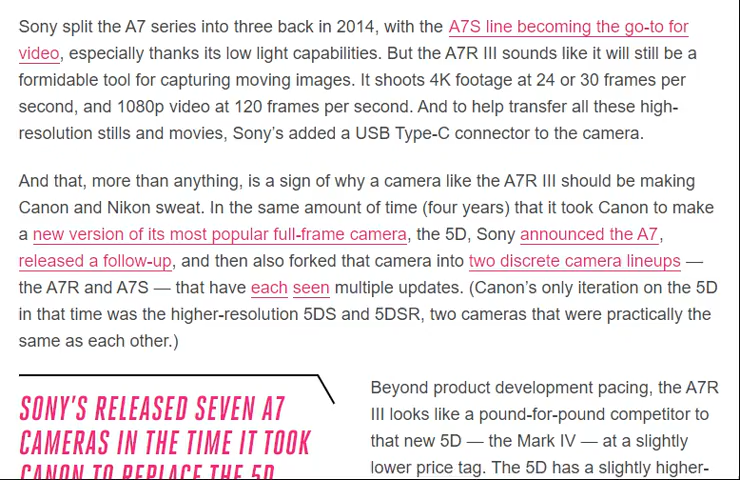 Sony split the A7 series into three back in 2014, with the A7S line becoming the go-to for
video, especially thanks its low light capabilities. But the A7R III sounds like it will still be a
formidable tool for capturing moving images. It shoots 4K footage at 24 or 30 frames per
second, and 1080p video at 120 frames per second. And to help transfer all these high-
resolution stills and movies, Sony’s added a USB Type-C connector to the camera.
And that, more than anything, is a sign of why a camera like the A7R III should be making
Canon and Nikon sweat. In the same amount of time (four years) that it took Canon to make
a new version of its most popular full-frame camera, the 5D, Sony announced the A7,
released a follow-up, and then also forked that camera into two discrete camera lineups —
the A7R and A7S — that have each seen multiple updates. (Canon’s only iteration on the 5D
in that time was the higher-resolution 5DS and 5DSR, two cameras that were practically the
same as each other.)
SONY’S RELEASED SEVEN A7
CAMERAS IN THE TIME IT TOOK
CANON TO REPLACE THE 5D
Beyond product development pacing, the A7R
III looks like a pound-for-pound competitor to
that new 5D — the Mark IV — at a slightly
lower price tag. The 5D has a slightly higher-